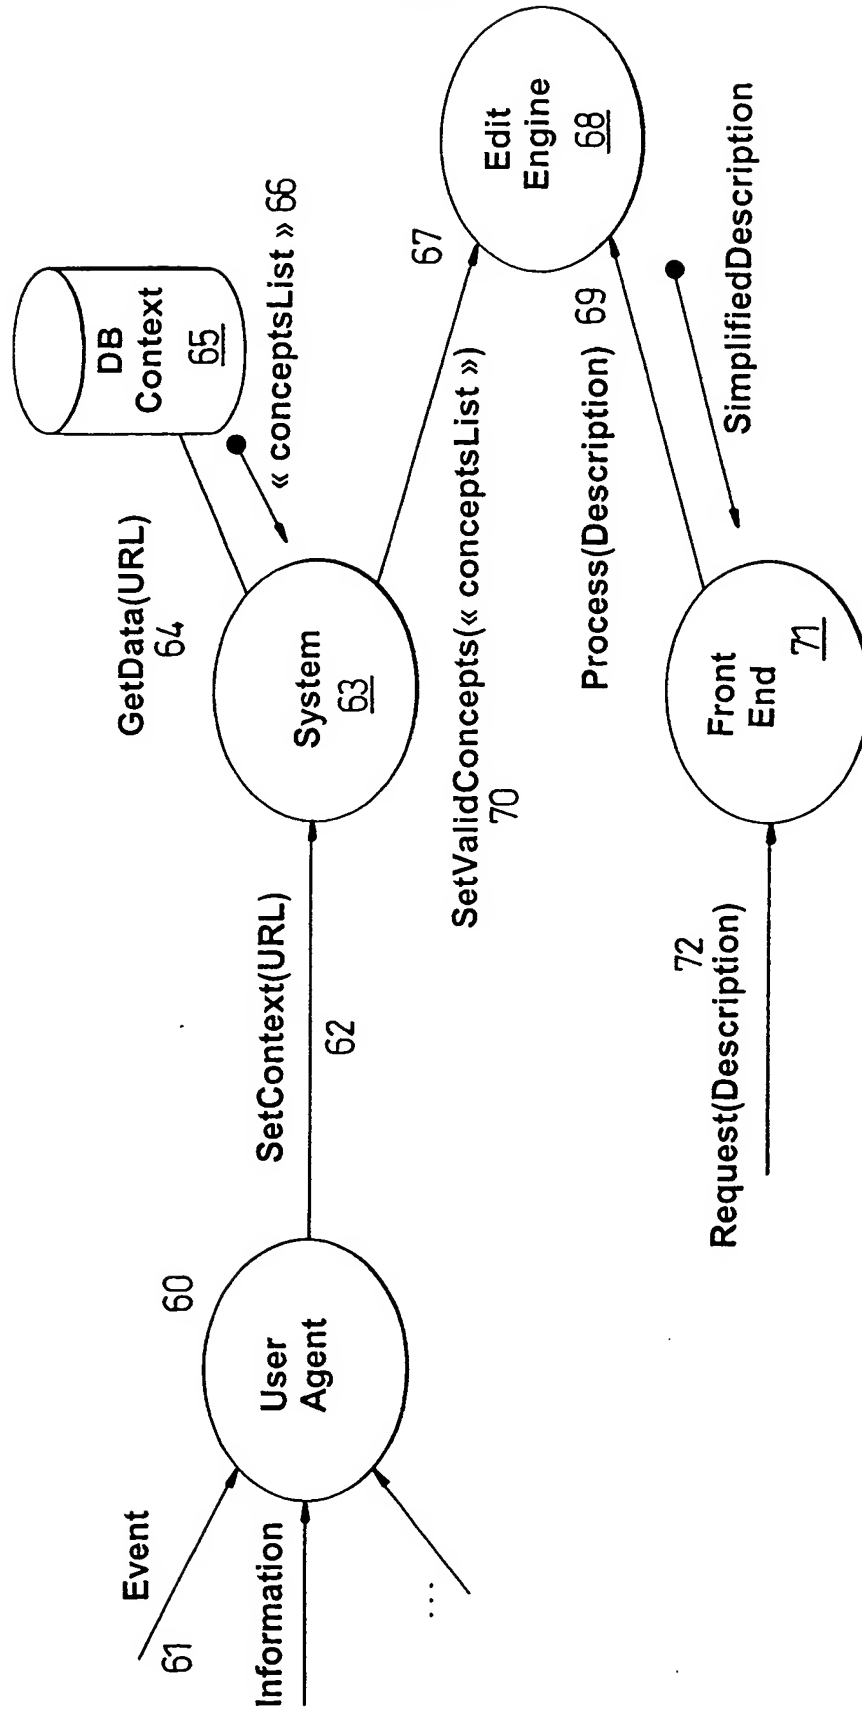 Event
61
Information
...
60
User
Agent
SetContext(URL)
62
GetData(URL)
64
System
63
DB
Context
65
« conceptsList » 66
SetValidConcepts(« conceptsList »)
70
67
Edit
Engine
68
Process(Description) 69
SimplifiedDescription
Front
End
71
72
Request(Description)